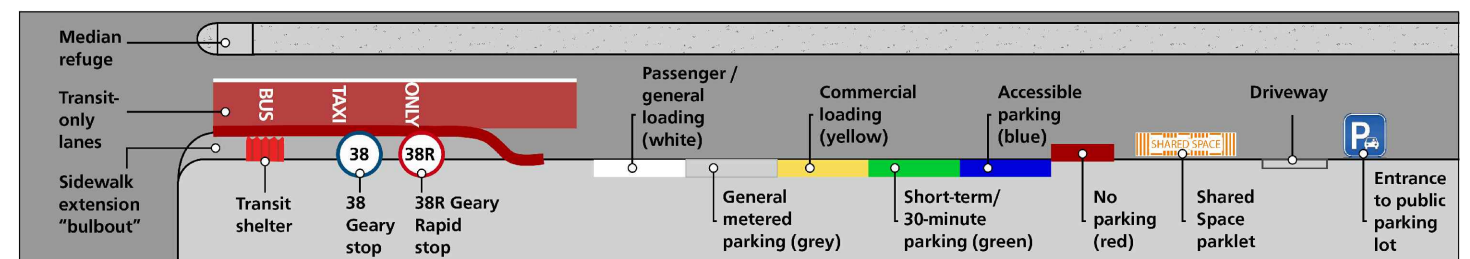 Median
refuge
Transit-
only
lanes
Sidewalk
extension
“bulbout”
BUS
TAXI
ONLY
Transit
shelter
38
38
Geary
stop
38R
38R Geary
Rapid
stop
Passenger /
general
loading
(white)
General
metered
parking (grey)
Commercial
loading
(yellow)
Short-term/
30-minute
parking (green)
Accessible
parking
(blue)
No
parking
(red)
SHARED SPACE
Shared
Space
parklet
Driveway
P
Entrance
to public
parking
lot